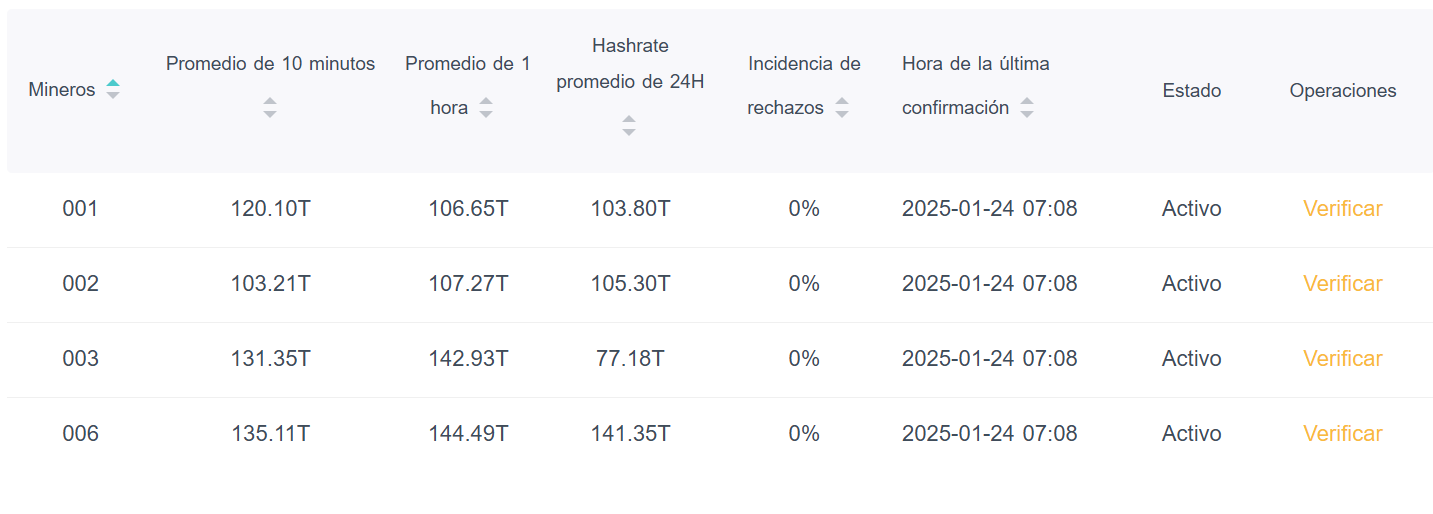 Mineros
Promedio de 10 minutos
Promedio de 1
hora
Hashrate
promedio de 24H
Incidencia de
rechazos
Hora de la última
confirmación
Estado
Operaciones
001 120.10T 106.65T 103.80T 0% 2025-01-24 07:08 Activo Verificar
002 103.21T 107.27T 105.30T 0% 2025-01-24 07:08 Activo Verificar
003 131.35T 142.93T 77.18T 0% 2025-01-24 07:08 Activo Verificar
006 135.11T 144.49T 141.35T 0% 2025-01-24 07:08 Activo Verificar